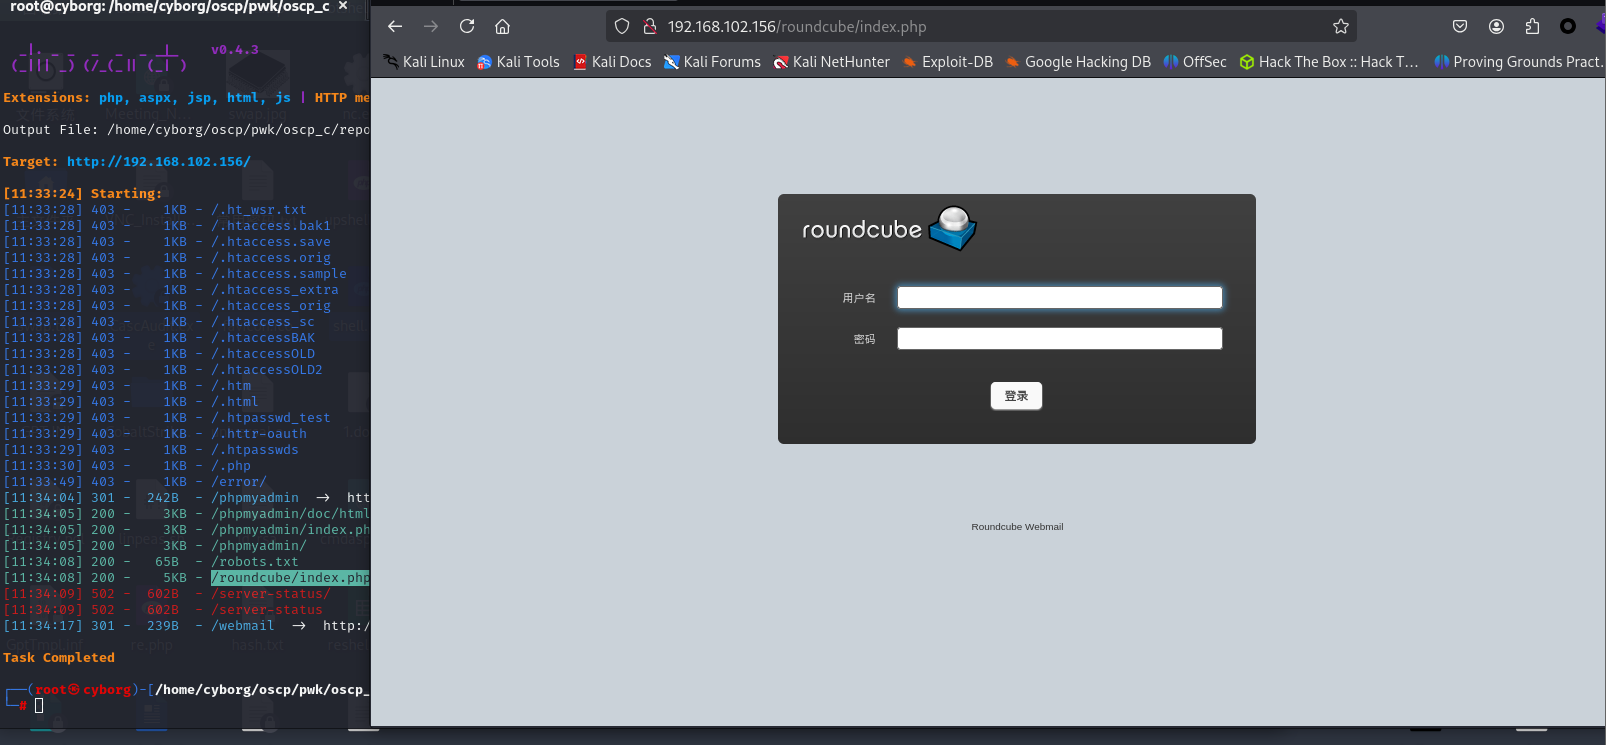 root@cyborg: /home/cyborg/oscp/pwk/oscp_c ×
v0.4.3
Extensions: php, aspx, jsp, html, js | HTTP me
Output File: /home/cyborg/oscp/pwk/oscp_c/repo
Target: http://192.168.102.156/
[11:33:24] Starting:
[11:33:28] 403 - 1KB - /.ht_wsr.txt
[11:33:28] 403 - 1KB - /.htaccess.bak1
[11:33:28] 403 - 1KB - /.htaccess.save
[11:33:28] 403 - 1KB - /.htaccess.orig
[11:33:28] 403 - 1KB - /.htaccess.sample
[11:33:28] 403 - 1KB - /.htaccess_extra
[11:33:28] 403 - 1KB - /.htaccess_orig
[11:33:28] 403 - 1KB - /.htaccess_sc
[11:33:28] 403 - 1KB - /.htaccessBAK
[11:33:28] 403 - 1KB - /.htaccessOLD
[11:33:28] 403 - 1KB - /.htaccessOLD2
[11:33:29] 403 - 1KB - /.htm
[11:33:29] 403 - 1KB - /.html
[11:33:29] 403 - 1KB - /.htpasswd_test
[11:33:29] 403 - 1KB - /.httr-oauth
[11:33:29] 403 - 1KB - /.htpasswds
[11:33:30] 403 - 1KB - /.php
[11:33:49] 403 - 1KB - /error/
[11:34:04] 301 - 242B - /phpmyadmin → htt
[11:34:05] 200 - 3KB - /phpmyadmin/doc/html
[11:34:05] 200 - 3KB - /phpmyadmin/index.ph
[11:34:05] 200 - 3KB - /phpmyadmin/
[11:34:08] 200 - 65B - /robots.txt
[11:34:08] 200 - 5KB - /roundcube/index.php
[11:34:09] 502 - 602B - /server-status/
[11:34:09] 502 - 602B - /server-status
[11:34:17] 301 - 239B - /webmail → http:/
Task Completed
(root㉿cyborg)-[/home/cyborg/oscp/pwk/oscp_
#
192.168.102.156/roundcube/index.php
Kali Linux Kali Tools Kali Docs Kali Forums Kali NetHunter Exploit-DB Google Hacking DB OffSec Hack The Box :: Hack T… Proving Grounds Pract…
roundcube
用户名
密码
登录
Roundcube Webmail